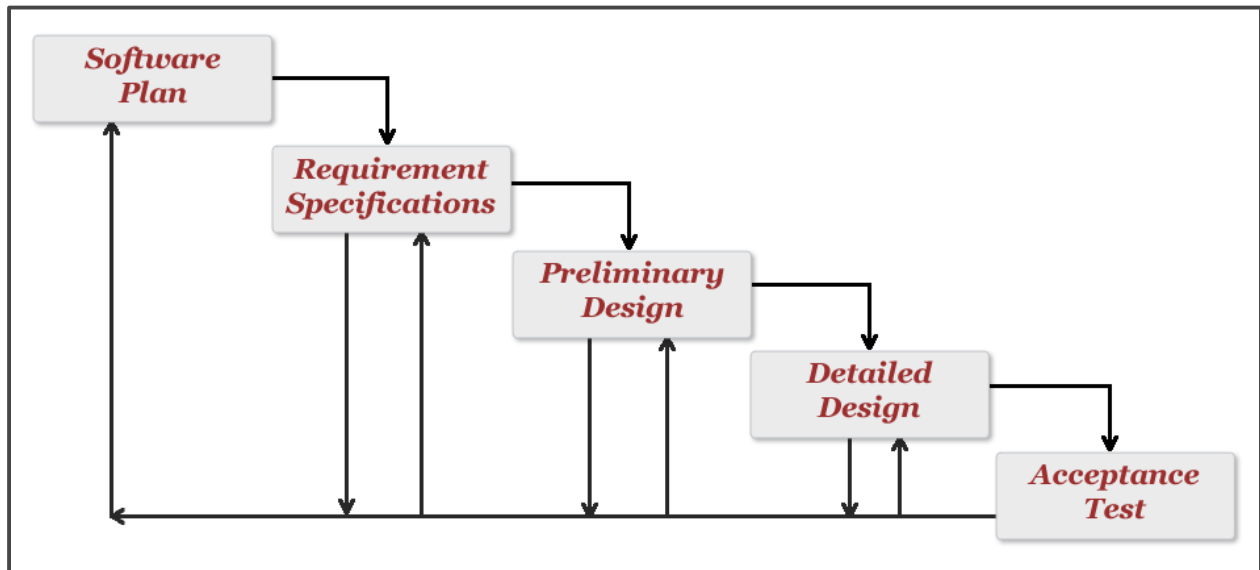 Software
Plan
Requirement
Specifications
Preliminary
Design
Detailed
Design
Acceptance
Test